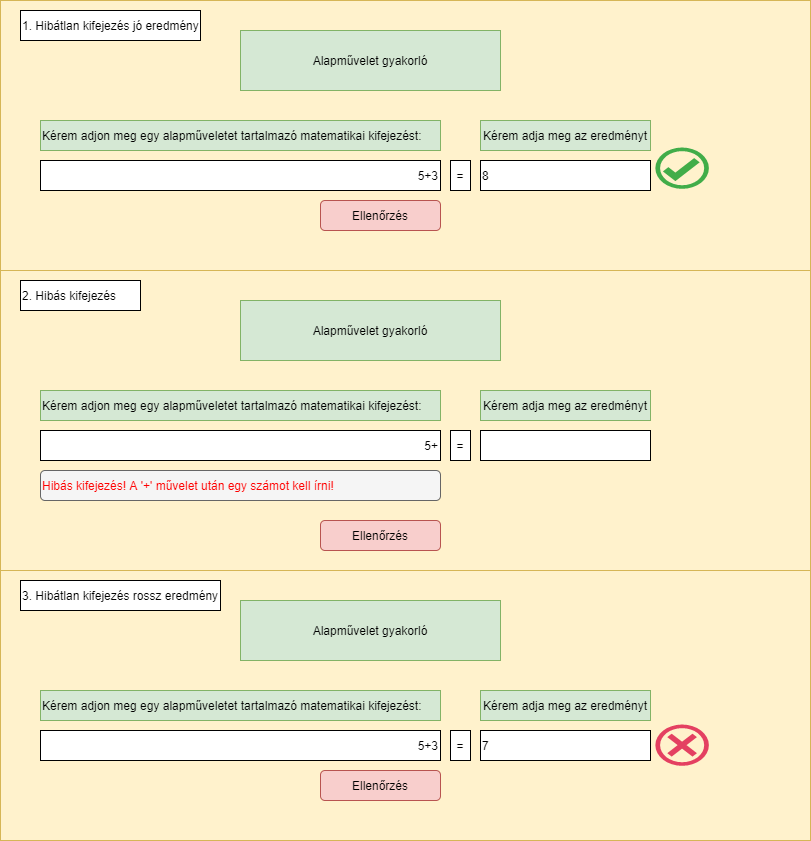 1. Hibátlan kifejezés jó eredmény
Alapművelet gyakorló
Kérem adjon meg egy alapműveletet tartalmazó matematikai kifejezést:
Kérem adja meg az eredményt
5+3
=
8
Ellenőrzés
2. Hibás kifejezés
Alapművelet gyakorló
Kérem adjon meg egy alapműveletet tartalmazó matematikai kifejezést:
Kérem adja meg az eredményt
5+
=
Hibás kifejezés! A '+' művelet után egy számot kell írni!
Ellenőrzés
3. Hibátlan kifejezés rossz eredmény
Alapművelet gyakorló
Kérem adjon meg egy alapműveletet tartalmazó matematikai kifejezést:
Kérem adja meg az eredményt
5+3
=
7
Ellenőrzés